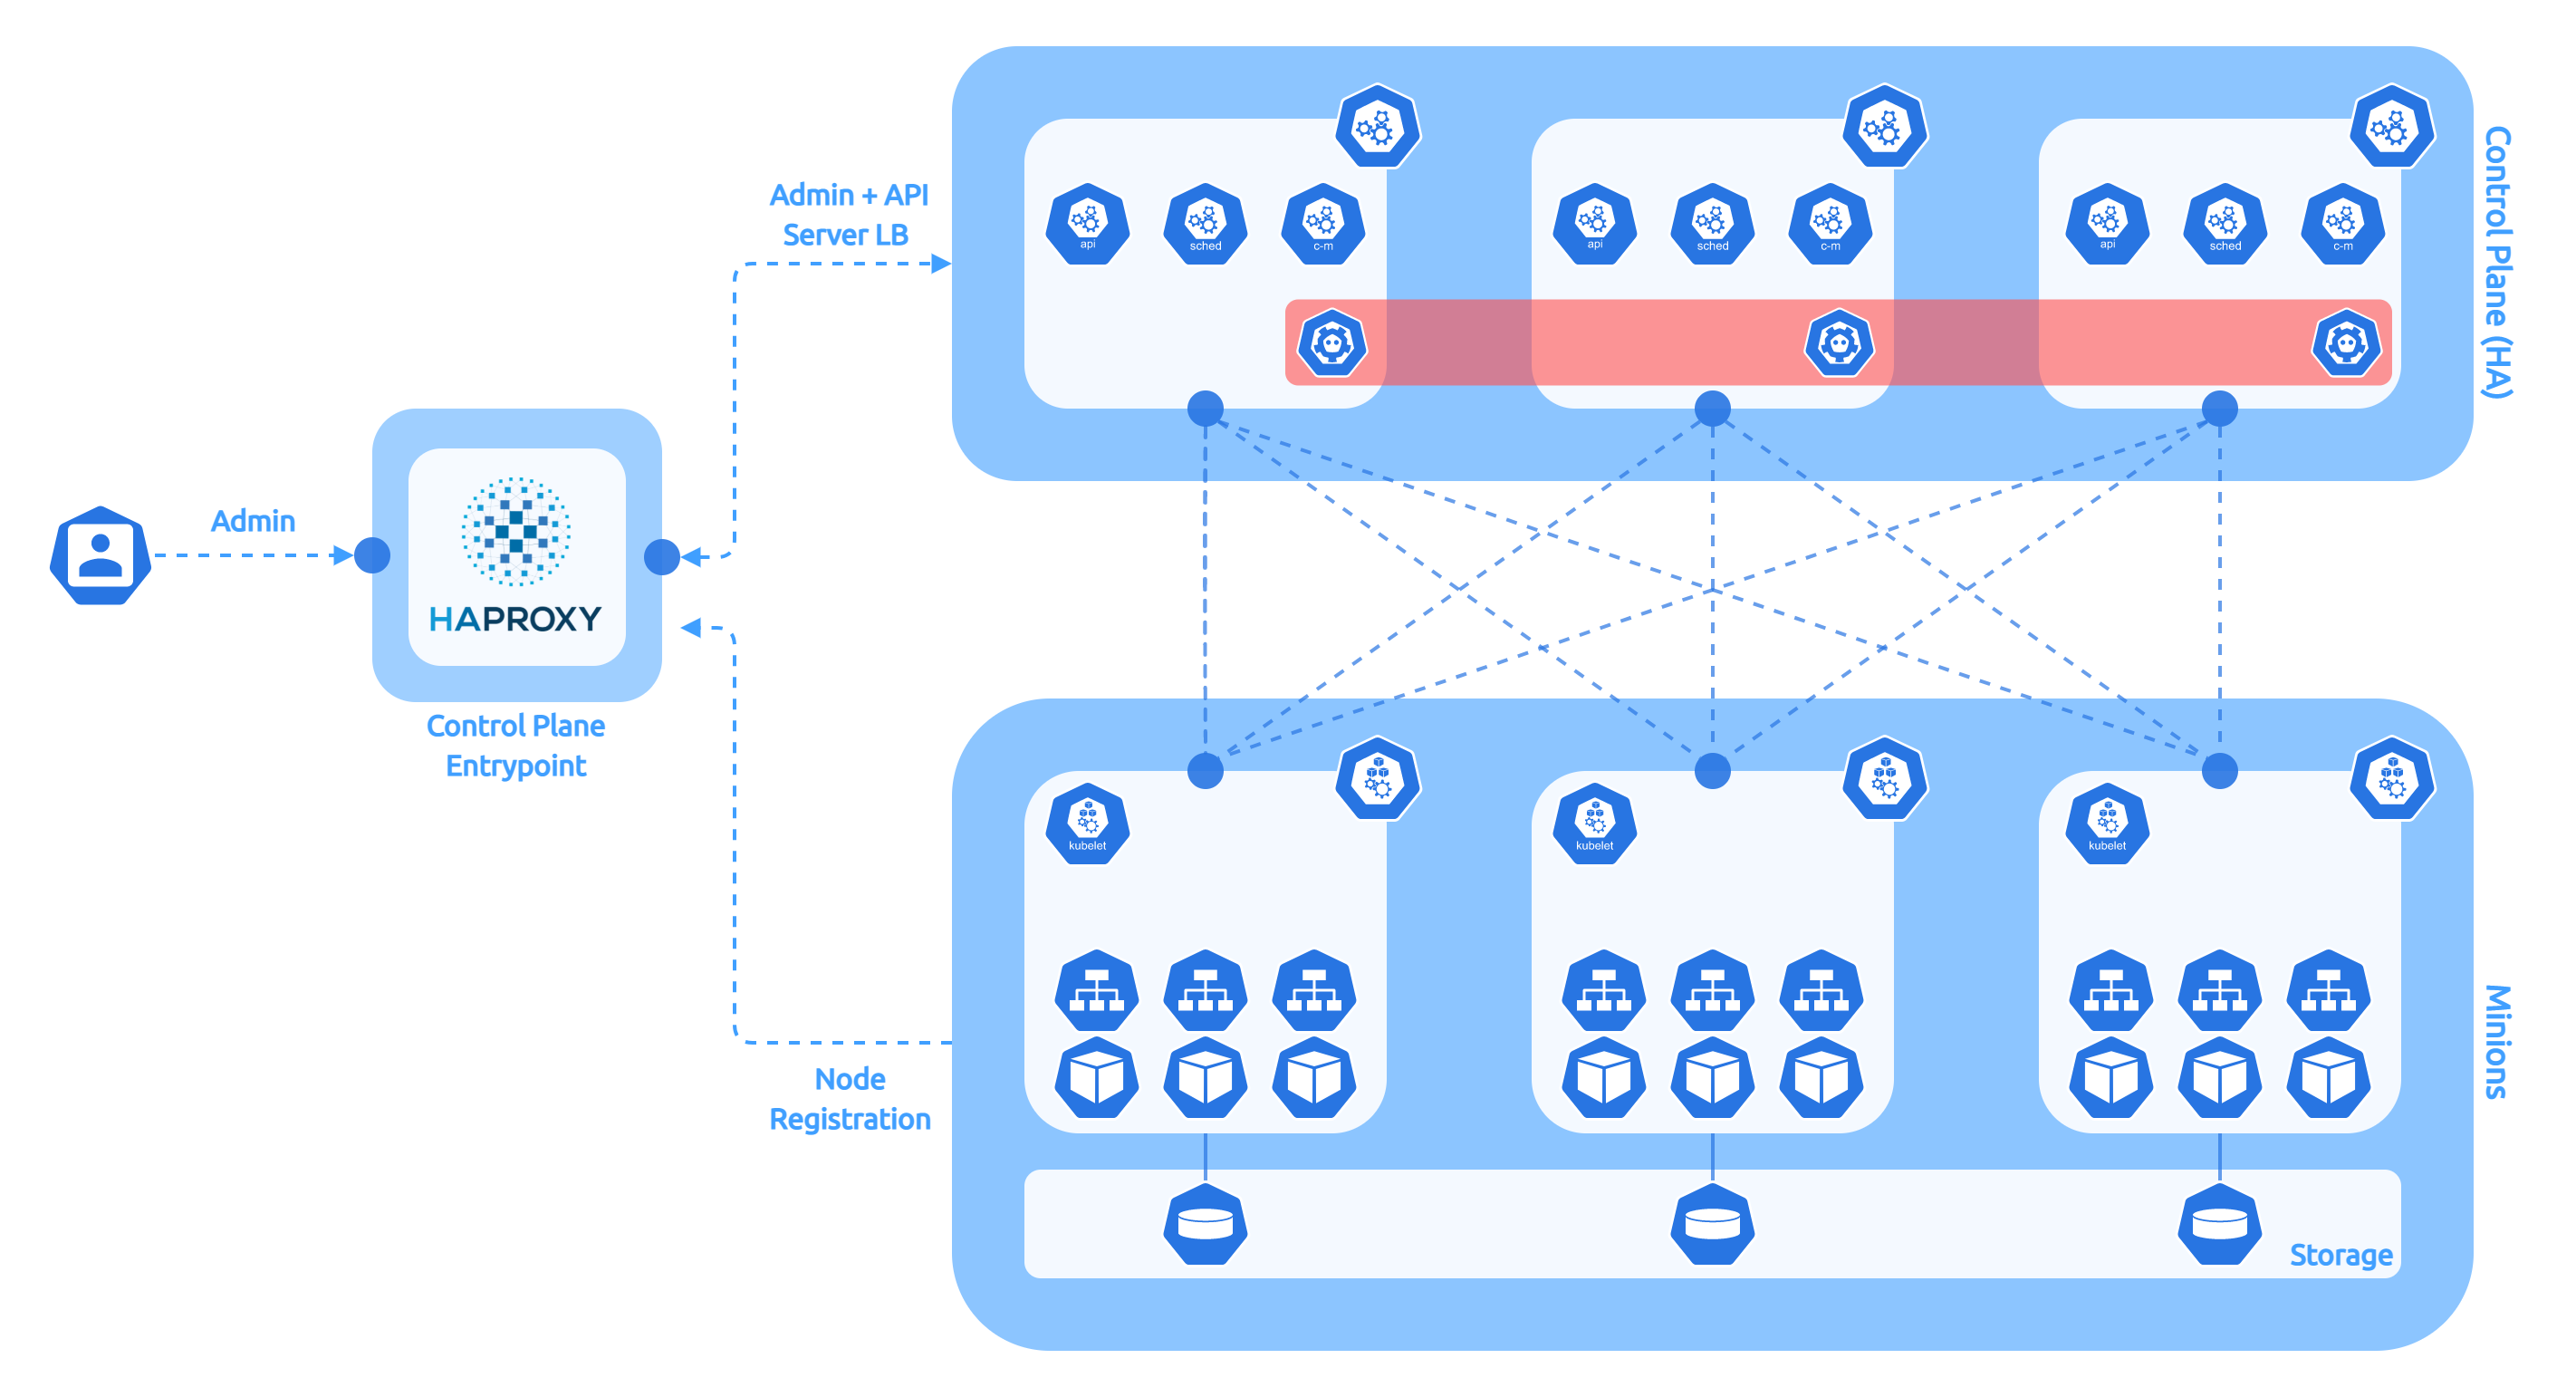 Admin
HAPROXY
Control Plane
Entrypoint
Admin + API
Server LB
Node
Registration
api
sched
c-m
api
sched
c-m
api
sched
c-m
Control Plane (HA)
kubelet
kubelet
kubelet
Minions
Storage